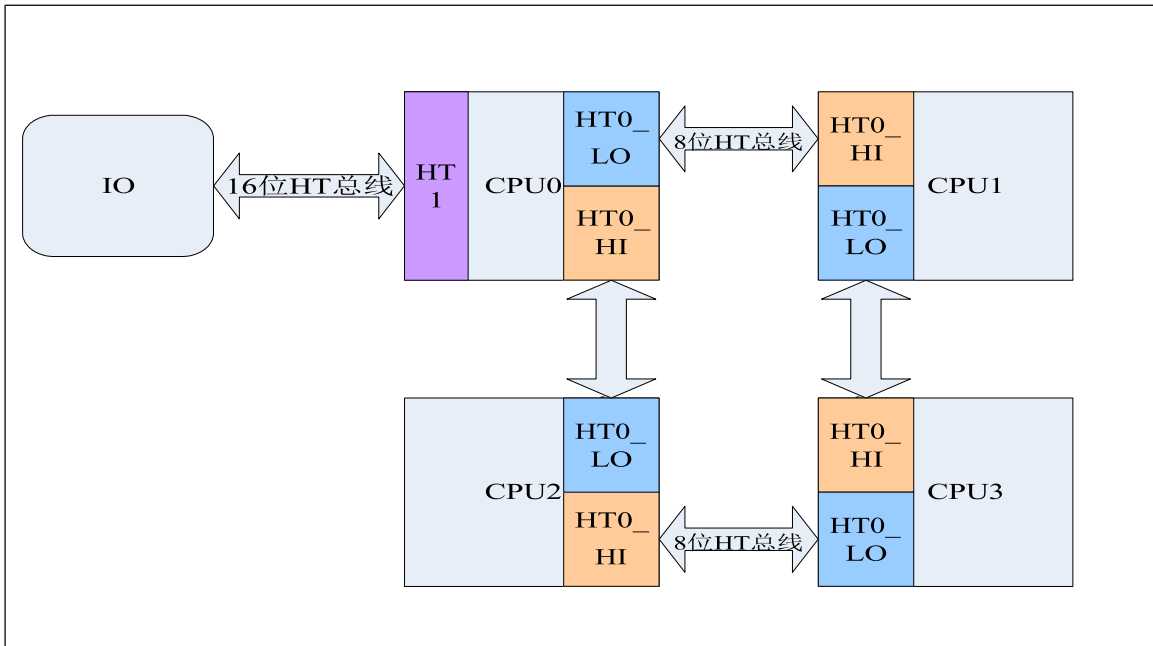 IO
16位HT总线
HT
1
CPU0
HT0_
LO
HT0_
HI
8位HT总线
HT0_
HI
HT0_
LO
CPU1
CPU2
HT0_
LO
HT0_
HI
8位HT总线
HT0_
HI
HT0_
LO
CPU3